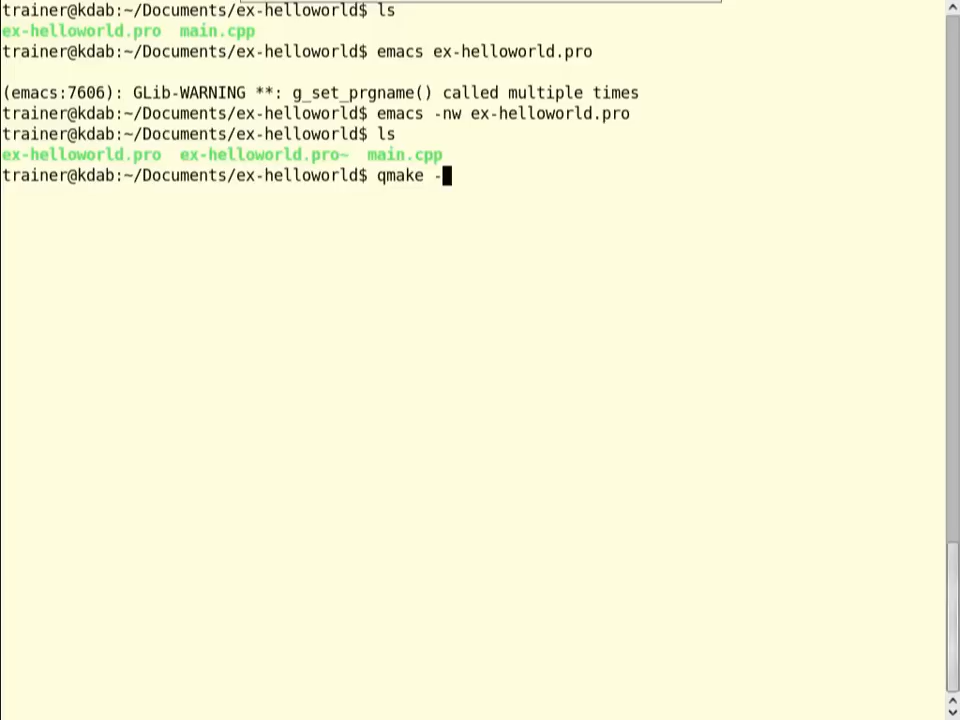 trainer@kdab:~/Documents/ex-helloworld$ ls
ex-helloworld.pro  main.cpp
trainer@kdab:~/Documents/ex-helloworld$ emacs ex-helloworld.pro
(emacs:7606): GLib-WARNING **: g_set_prgname() called multiple times
trainer@kdab:~/Documents/ex-helloworld$ emacs -nw ex-helloworld.pro
trainer@kdab:~/Documents/ex-helloworld$ ls
ex-helloworld.pro  ex-helloworld.pro~  main.cpp
trainer@kdab:~/Documents/ex-helloworld$ qmake -